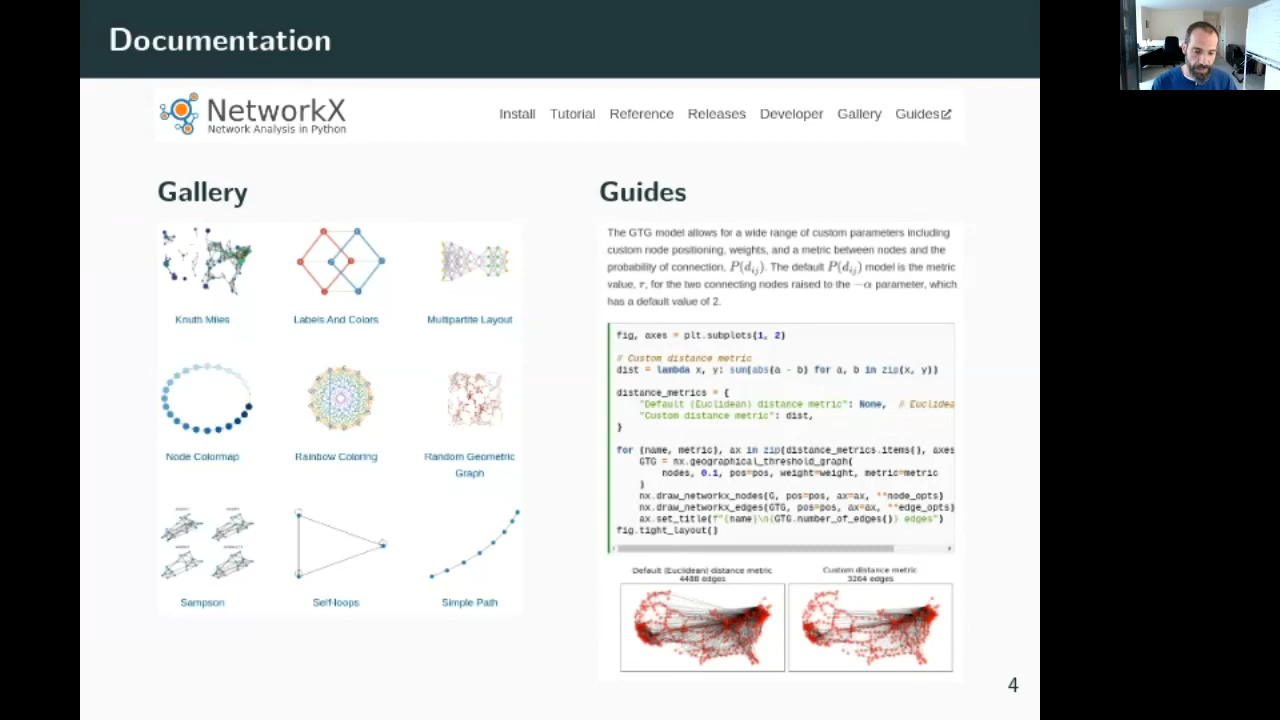 Documentation
NetworkX
Network Analysis in Python
Install Tutorial Reference Releases Developer Gallery Guides
Gallery
Knuth Miles Labels And Colors Multipartite Layout
Node Colormap Rainbow Coloring Random Geometric
Graph
Sampson Self-loops Simple Path
Guides
The GTG model allows for a wide range of custom parameters including
custom node positioning, weights, and a metric between nodes and the
probability of connection, P(d_ij). The default P(d_ij) model is the metric
value, r, for the two connecting nodes raised to the −α parameter, which
has a default value of 2.
fig, axes = plt.subplots(1, 2)
# Custom distance metric
dist = lambda x, y: sum(abs(a - b) for a, b in zip(x, y))
distance_metrics = {
"Default (Euclidean) distance metric": None, # Euclidea
"Custom distance metric": dist,
}
for (name, metric), ax in zip(distance_metrics.items(), axes
GTG = nx.geographical_threshold_graph(
nodes, 0.1, pos=pos, weight=weight, metric=metric
)
nx.draw_networkx_nodes(G, pos=pos, ax=ax, **node_opts)
nx.draw_networkx_edges(GTG, pos=pos, ax=ax, **edge_opts)
ax.set_title(f"{name}\n{GTG.number_of_edges()} edges")
fig.tight_layout()
Default (Euclidean) distance metric
4488 edges
Custom distance metric
3264 edges
4